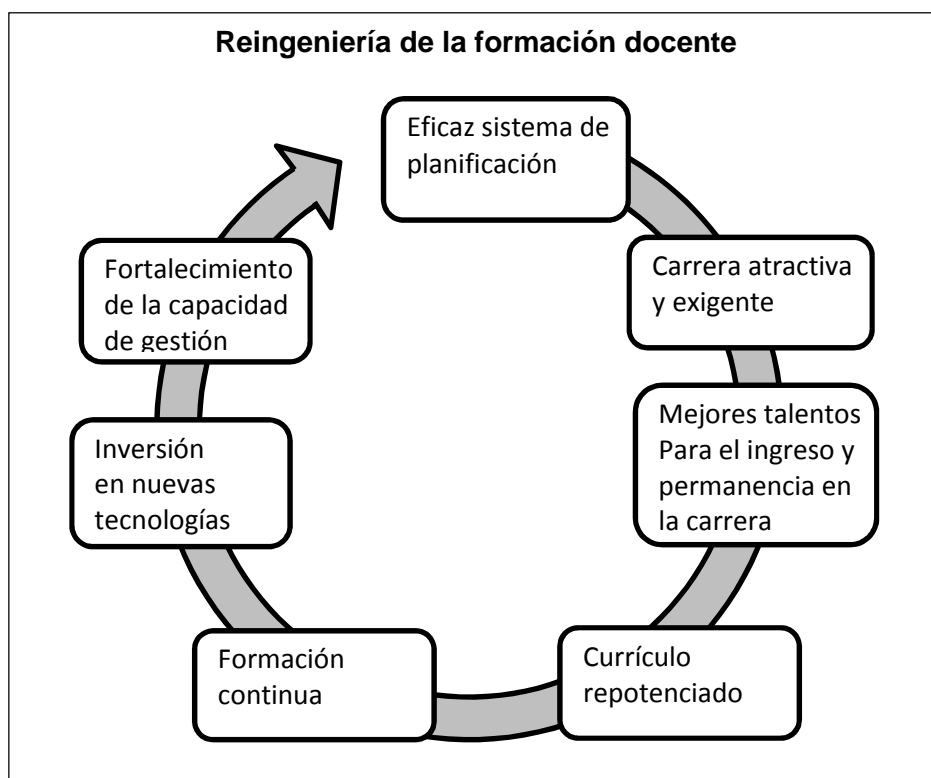 Reingeniería de la formación docente
Eficaz sistema de
planificación
Carrera atractiva
y exigente
Mejores talentos
Para el ingreso y
permanencia en
la carrera
Currículo
repotenciado
Formación
continua
Inversión
en nuevas
tecnologías
Fortalecimiento
de la capacidad
de gestión